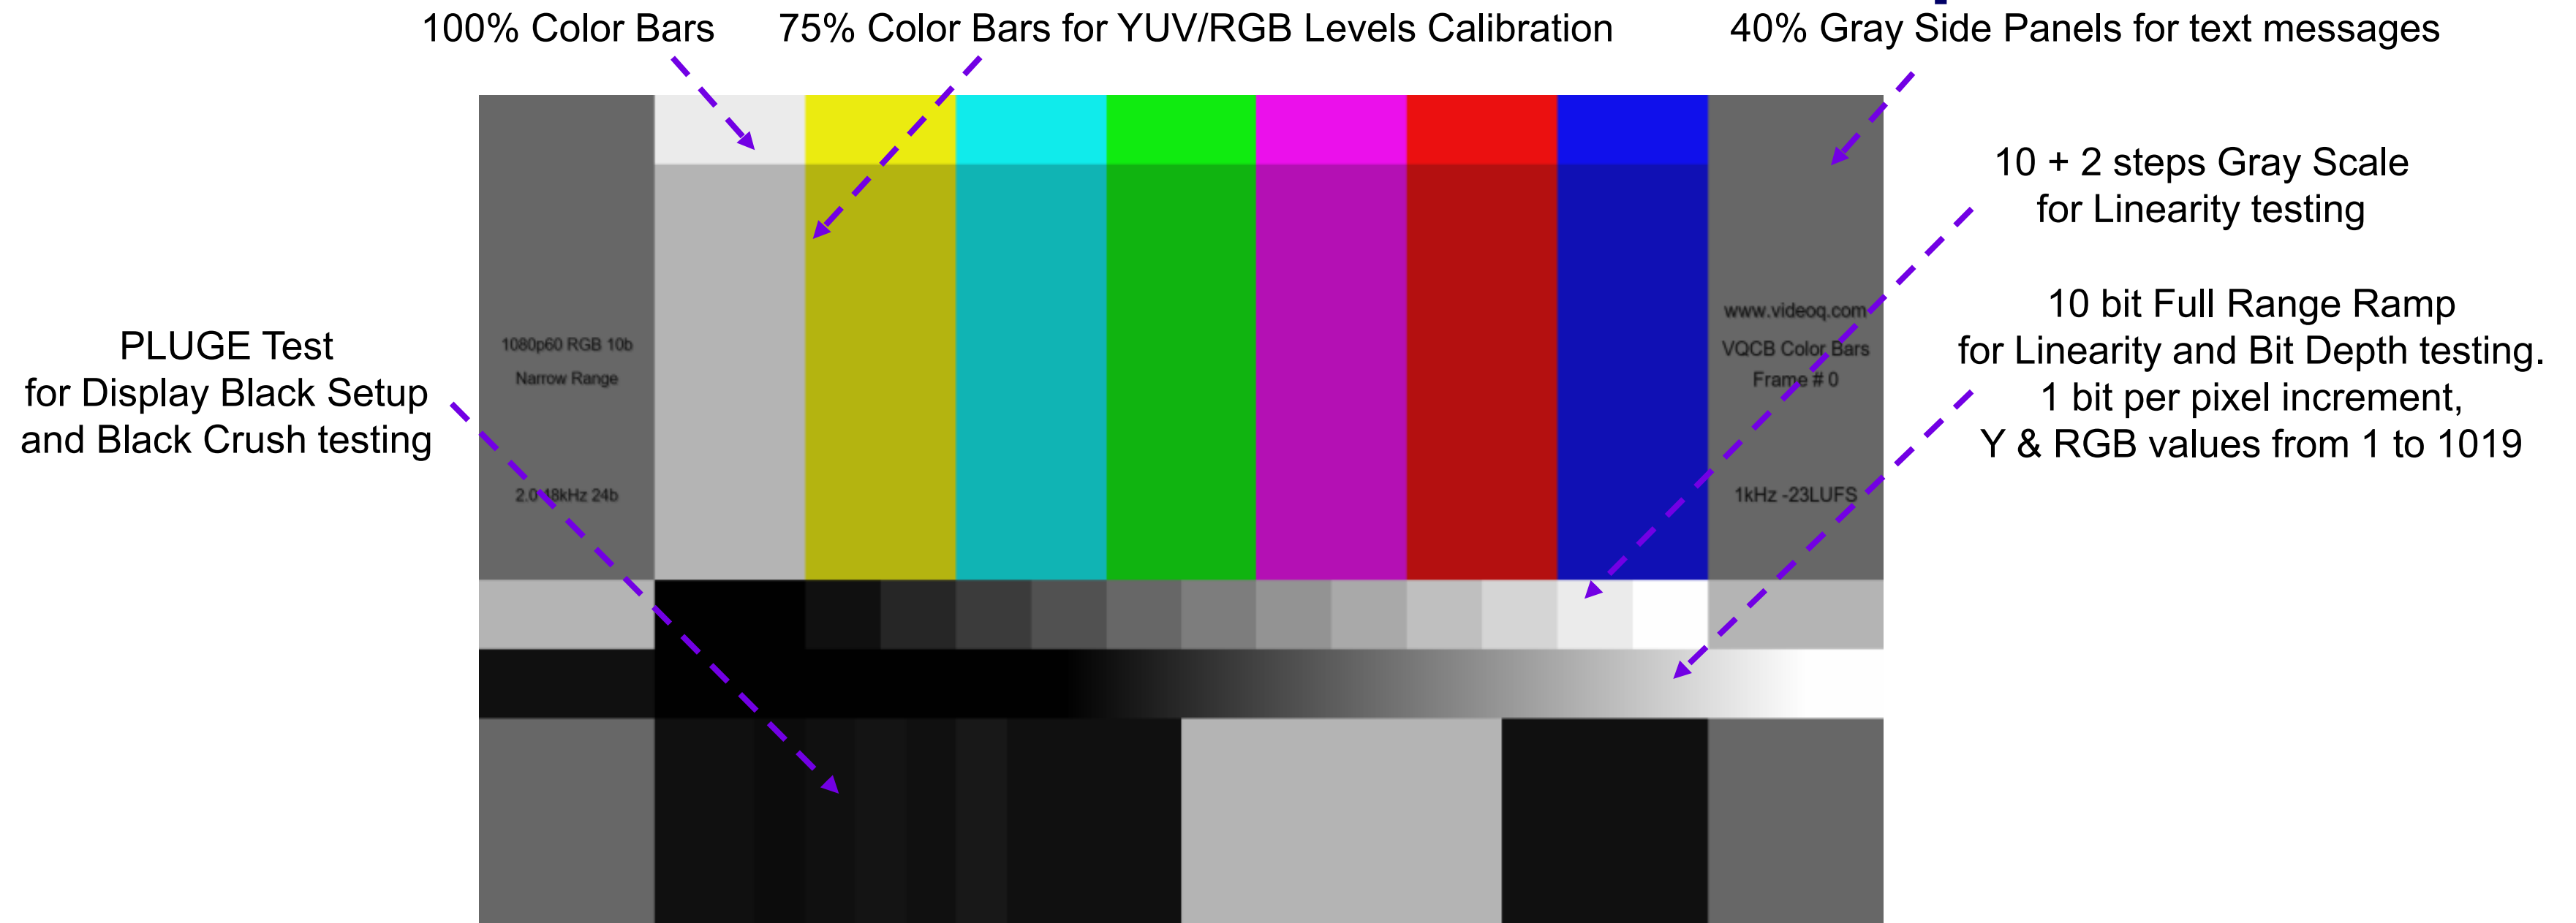 100% Color Bars
75% Color Bars for YUV/RGB Levels Calibration
40% Gray Side Panels for text messages
10 + 2 steps Gray Scale
for Linearity testing
10 bit Full Range Ramp
for Linearity and Bit Depth testing.
1 bit per pixel increment,
Y & RGB values from 1 to 1019
PLUGE Test
for Display Black Setup
and Black Crush testing
1080p60 RGB 10b
Narrow Range
2.0 48kHz 24b
www.videoq.com
VQCB Color Bars
Frame # 0
1kHz -23LUFS